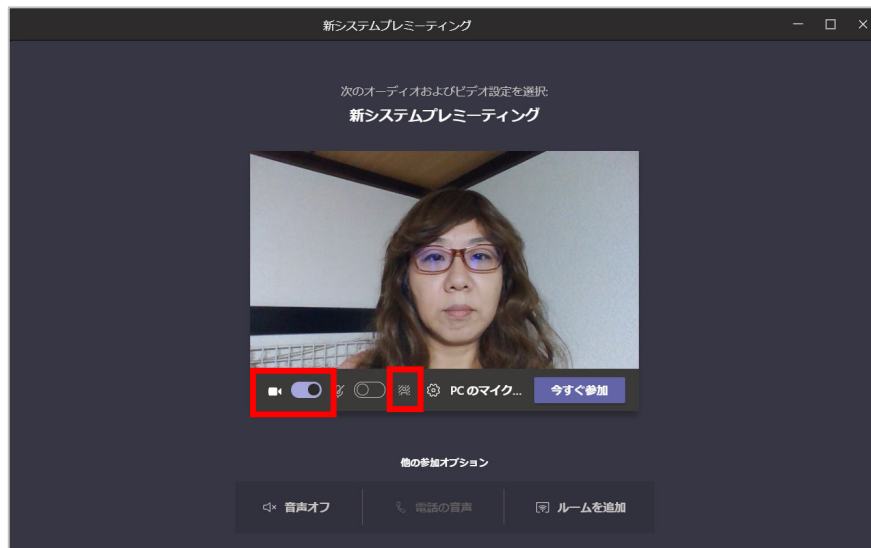 新システムプレミーティング
次のオーディオおよびビデオ設定を選択:
新システムプレミーティング
PC のマイク...
今すぐ参加
他の参加オプション
音声オフ
電話の音声
ルームを追加